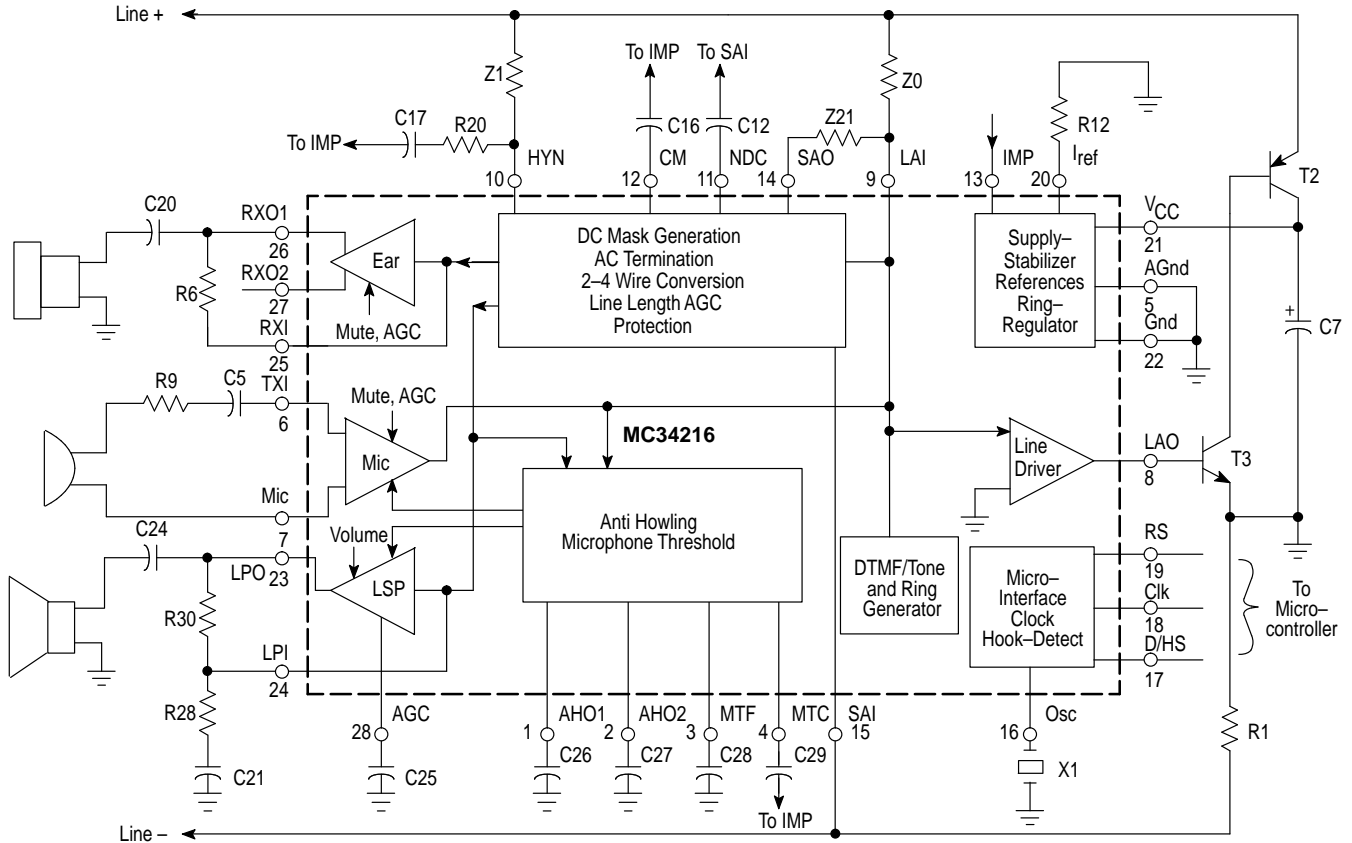 Line +
To IMP
To SAI
Z1
Z0
C17
R20
C16
C12
Z21
R12
To IMP
HYN
CM
NDC
SAO
LAI
IMP
Iref
10
12
11
14
9
13
20
T2
C20
RXO1
26
Ear
DC Mask Generation
AC Termination
2–4 Wire Conversion
Line Length AGC
Protection
Supply–
Stabilizer
References
Ring–
Regulator
VCC
21
AGnd
5
Gnd
22
+
C7
R6
RXO2
27
Mute, AGC
RXI
25
R9
C5
TXI
6
Mute, AGC
MC34216
Mic
Line
Driver
LAO
8
T3
Mic
7
Anti Howling
Microphone Threshold
C24
Volume
LPO
23
LSP
DTMF/Tone
and Ring
Generator
Micro–
Interface
Clock
Hook–Detect
RS
19
Clk
18
D/HS
17
To
Micro–
controller
R30
LPI
24
R28
C21
AGC
28
C25
AHO1
1
C26
AHO2
2
C27
MTF
3
C28
MTC
4
C29
SAI
15
Osc
16
X1
R1
To IMP
Line –